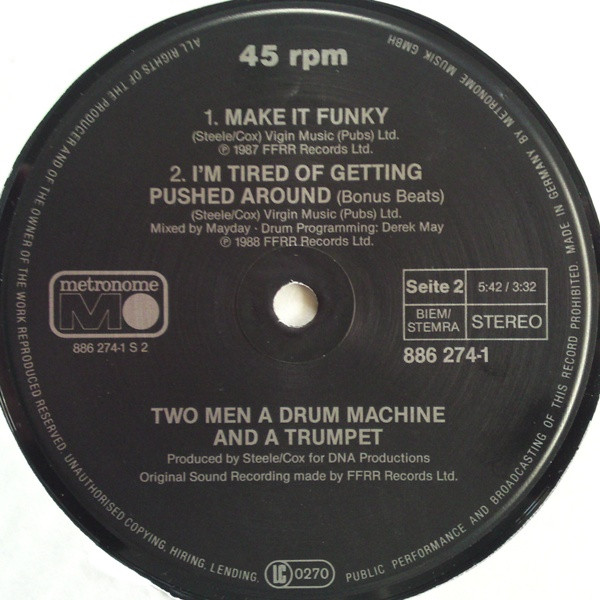 45 rpm
1. MAKE IT FUNKY
(Steele/Cox) Vigin Music (Pubs) Ltd.
℗ 1987 FFRR Records Ltd.
2. I'M TIRED OF GETTING
PUSHED AROUND (Bonus Beats)
(Steele/Cox) Virgin Music (Pubs) Ltd.
Mixed by Mayday · Drum Programming: Derek May
℗ 1988 FFRR Records Ltd.
metronome
M
886 274-1 S 2
Seite 2
5:42 / 3:32
BIEM/
STEMRA
STEREO
886 274-1
TWO MEN A DRUM MACHINE
AND A TRUMPET
Produced by Steele/Cox for DNA Productions
Original Sound Recording made by FFRR Records Ltd.
LC 0270
ALL RIGHTS OF THE PRODUCER AND OF THE OWNER OF THE WORK REPRODUCED RESERVED. UNAUTHORISED COPYING, HIRING, LENDING, PUBLIC PERFORMANCE AND BROADCASTING OF THIS RECORD PROHIBITED. MADE IN GERMANY BY METRONOME MUSIK GMBH